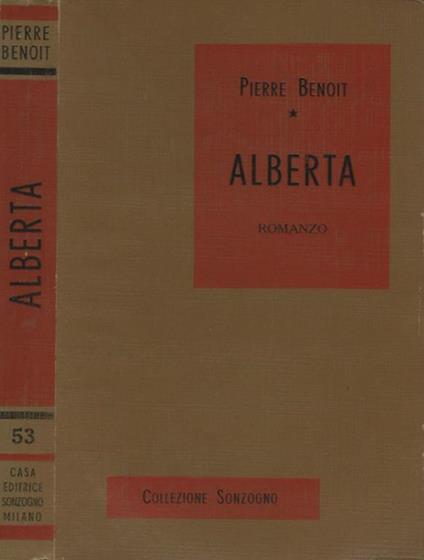 PIERRE
BENOIT
ALBERTA
53
CASA
EDITRICE
SONZOGNO
MILANO
PIERRE BENOIT
★
ALBERTA
ROMANZO
COLLEZIONE SONZOGNO